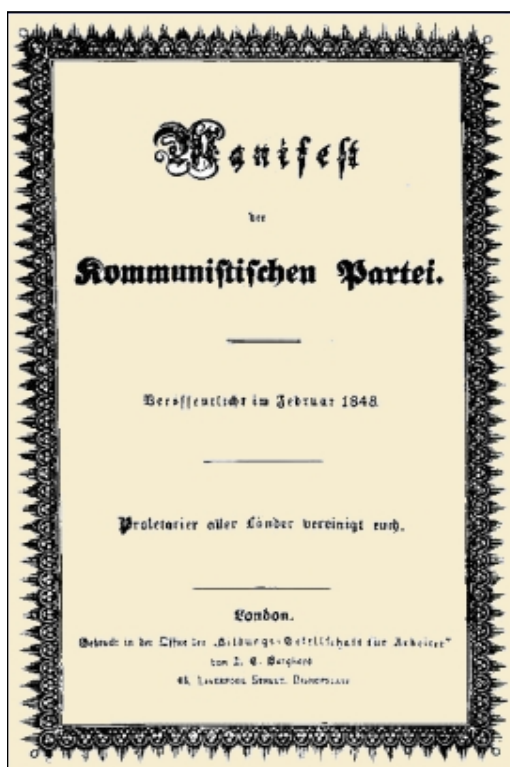 Manifest
der
Kommunistischen Partei.
Veröffentlicht im Februar 1848
Proletarier aller Länder vereinigt euch.
London.
Gedruckt in der Office der „Bildungs-Gesellschaft für Arbeiter“
von J. E. Burghard
46, LIVERPOOL STREET, BISHOPSGATE